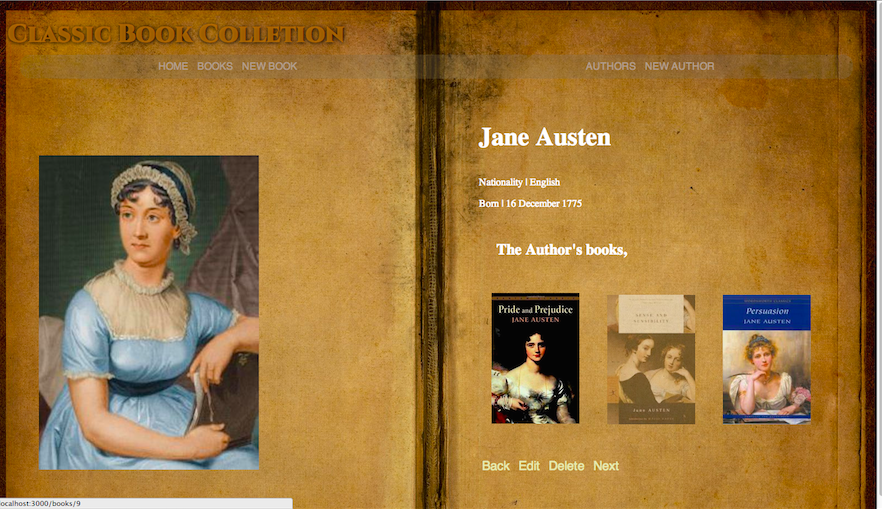 Classic Book Colletion
HOME BOOKS NEW BOOK
AUTHORS NEW AUTHOR
Jane Austen
Nationality | English
Born | 16 December 1775
The Author's books,
Pride and Prejudice
JANE AUSTEN
SENSE AND
SENSIBILITY
Jane AUSTEN
Persuasion
JANE AUSTEN
Back Edit Delete Next
localhost:3000/books/9